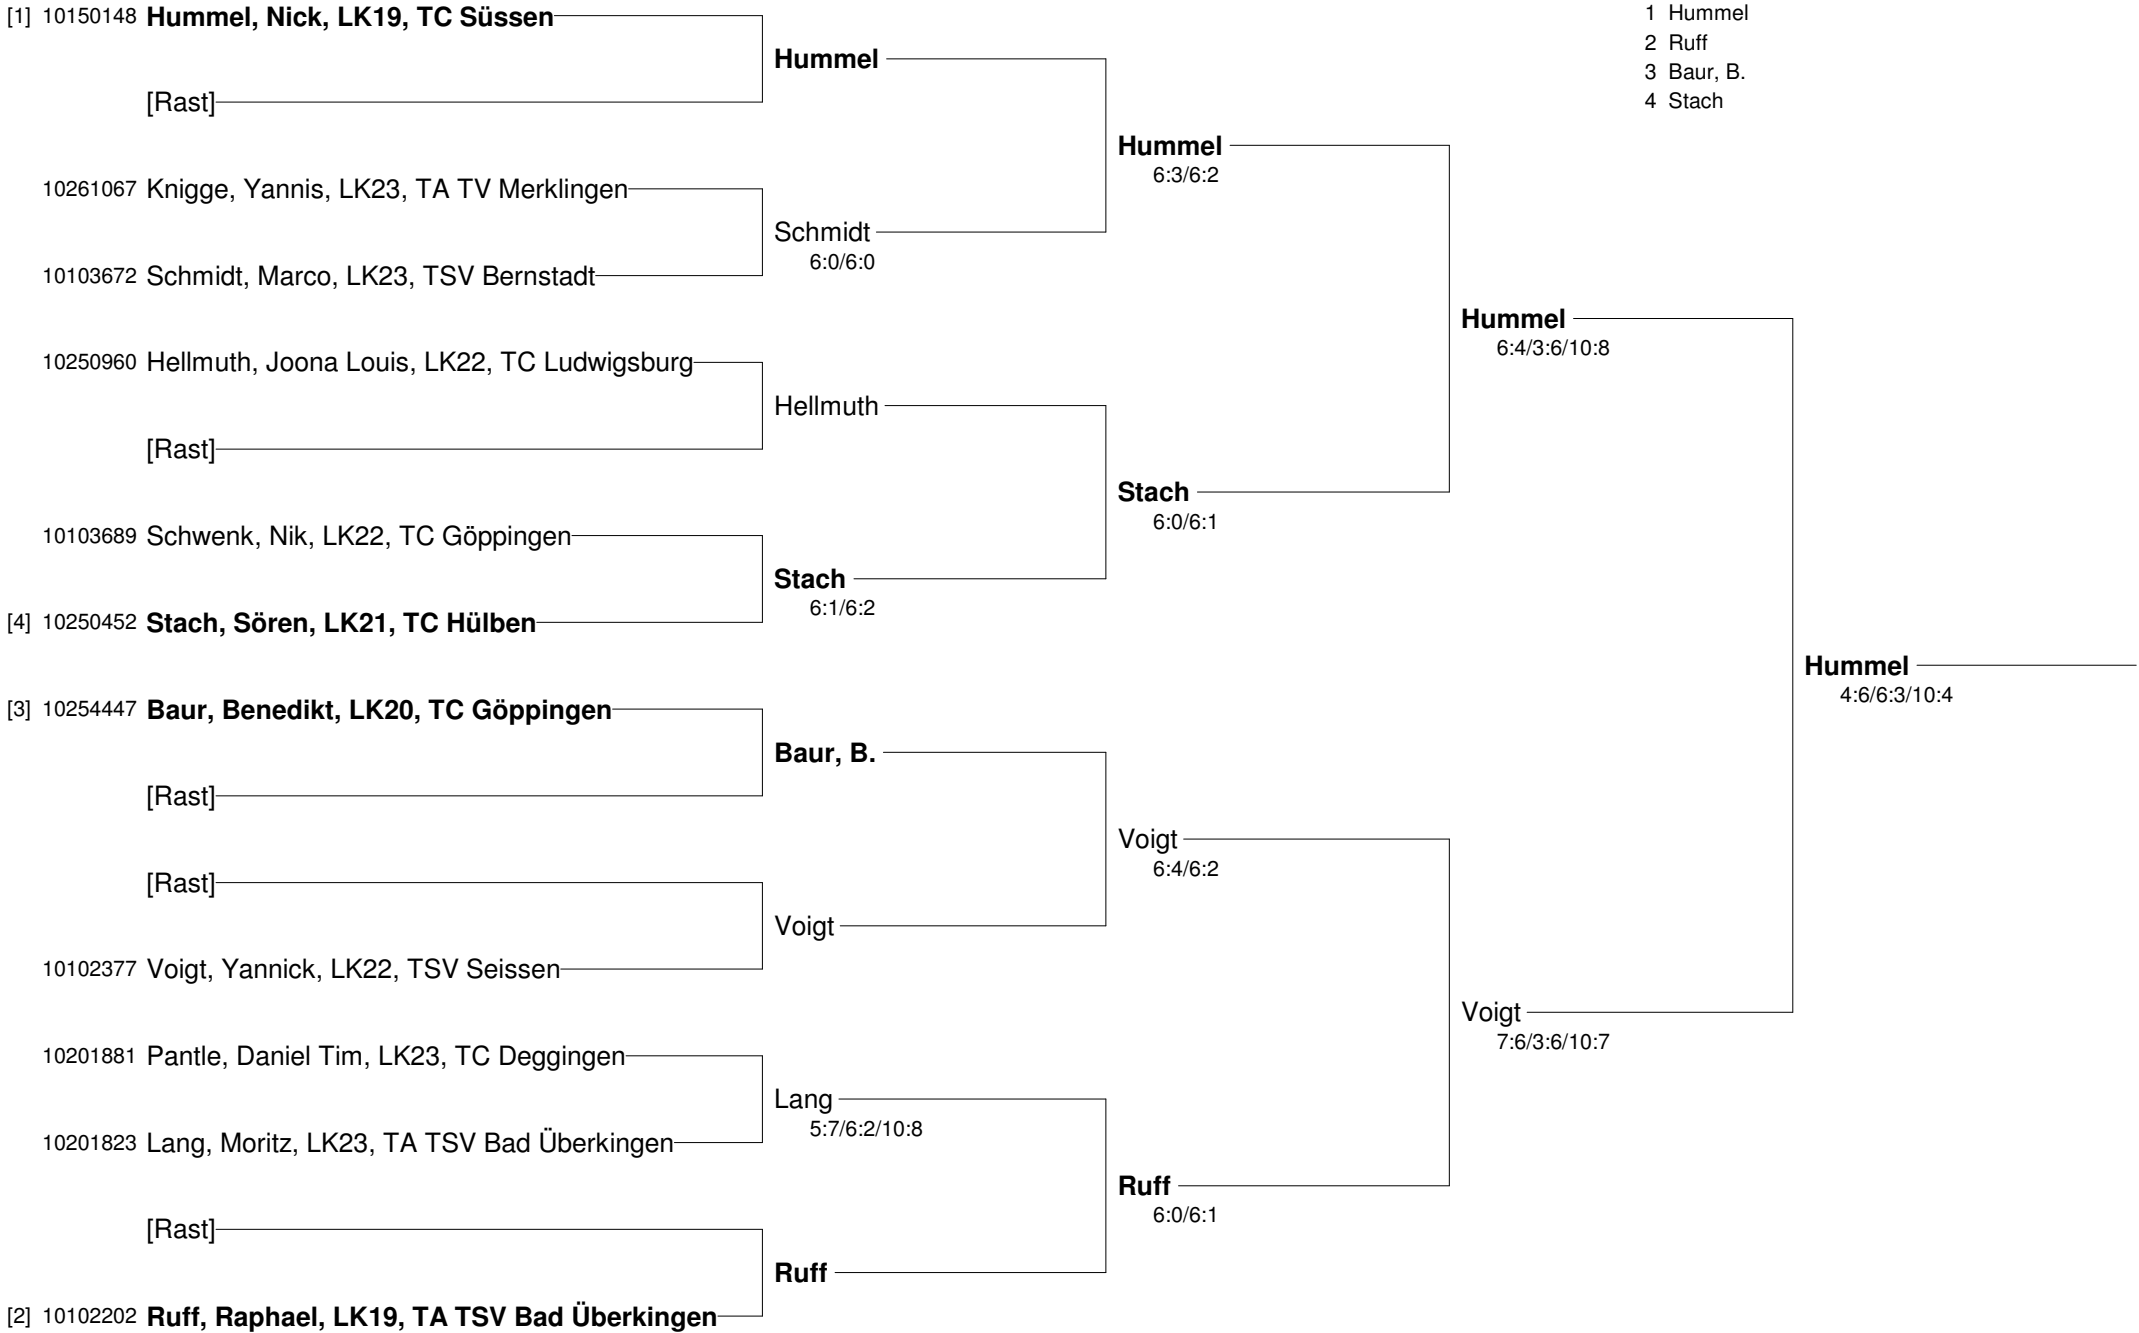 [1] 10150148 Hummel, Nick, LK19, TC Süssen
[Rast]
10261067 Knigge, Yannis, LK23, TA TV Merklingen
10103672 Schmidt, Marco, LK23, TSV Bernstadt
10250960 Hellmuth, Joona Louis, LK22, TC Ludwigsburg
[Rast]
10103689 Schwenk, Nik, LK22, TC Göppingen
[4] 10250452 Stach, Sören, LK21, TC Hülben
[3] 10254447 Baur, Benedikt, LK20, TC Göppingen
[Rast]
[Rast]
10102377 Voigt, Yannick, LK22, TSV Seissen
10201881 Pantle, Daniel Tim, LK23, TC Deggingen
10201823 Lang, Moritz, LK23, TA TSV Bad Überkingen
[Rast]
[2] 10102202 Ruff, Raphael, LK19, TA TSV Bad Überkingen
Hummel
Schmidt
6:0/6:0
Hellmuth
Stach
6:1/6:2
Baur, B.
Voigt
Lang
5:7/6:2/10:8
Ruff
Hummel
6:3/6:2
Stach
6:0/6:1
Voigt
6:4/6:2
Ruff
6:0/6:1
Hummel
6:4/3:6/10:8
Voigt
7:6/3:6/10:7
Hummel
4:6/6:3/10:4
1 Hummel
2 Ruff
3 Baur, B.
4 Stach